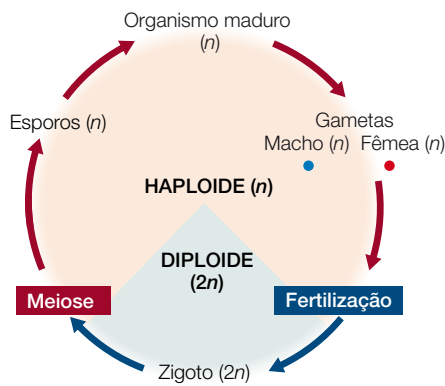 Organismo maduro
(n)
Esporos (n)
Gametas
Macho (n) Fêmea (n)
HAPLOIDE (n)
DIPLOIDE
(2n)
Meiose
Fertilização
Zigoto (2n)